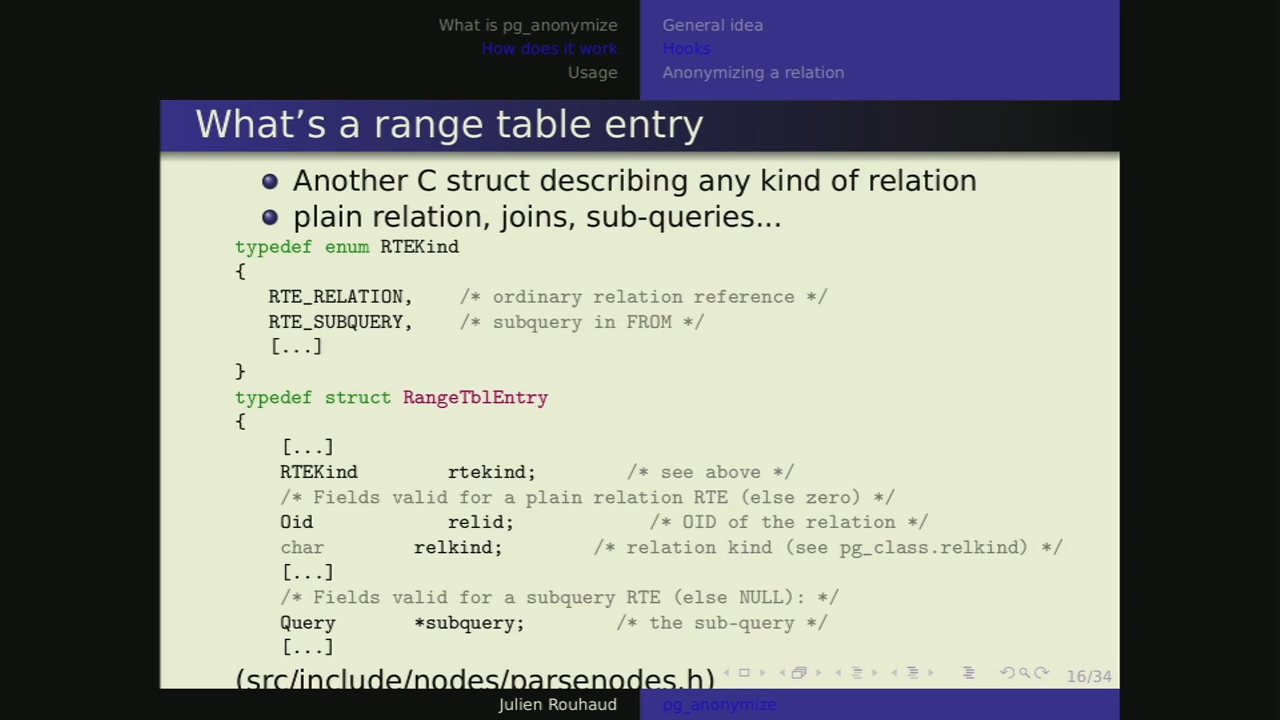 What is pg_anonymize
How does it work
Usage
General idea
Hooks
Anonymizing a relation
What's a range table entry
Another C struct describing any kind of relation
plain relation, joins, sub-queries...
typedef enum RTEKind
{
RTE_RELATION, /* ordinary relation reference */
RTE_SUBQUERY, /* subquery in FROM */
[...]
}
typedef struct RangeTblEntry
{
[...]
RTEKind rtekind; /* see above */
/* Fields valid for a plain relation RTE (else zero) */
Oid relid; /* OID of the relation */
char relkind; /* relation kind (see pg_class.relkind) */
[...]
/* Fields valid for a subquery RTE (else NULL): */
Query *subquery; /* the sub-query */
[...]
(src/include/nodes/parsenodes.h)
16/34
Julien Rouhaud
pg_anonymize